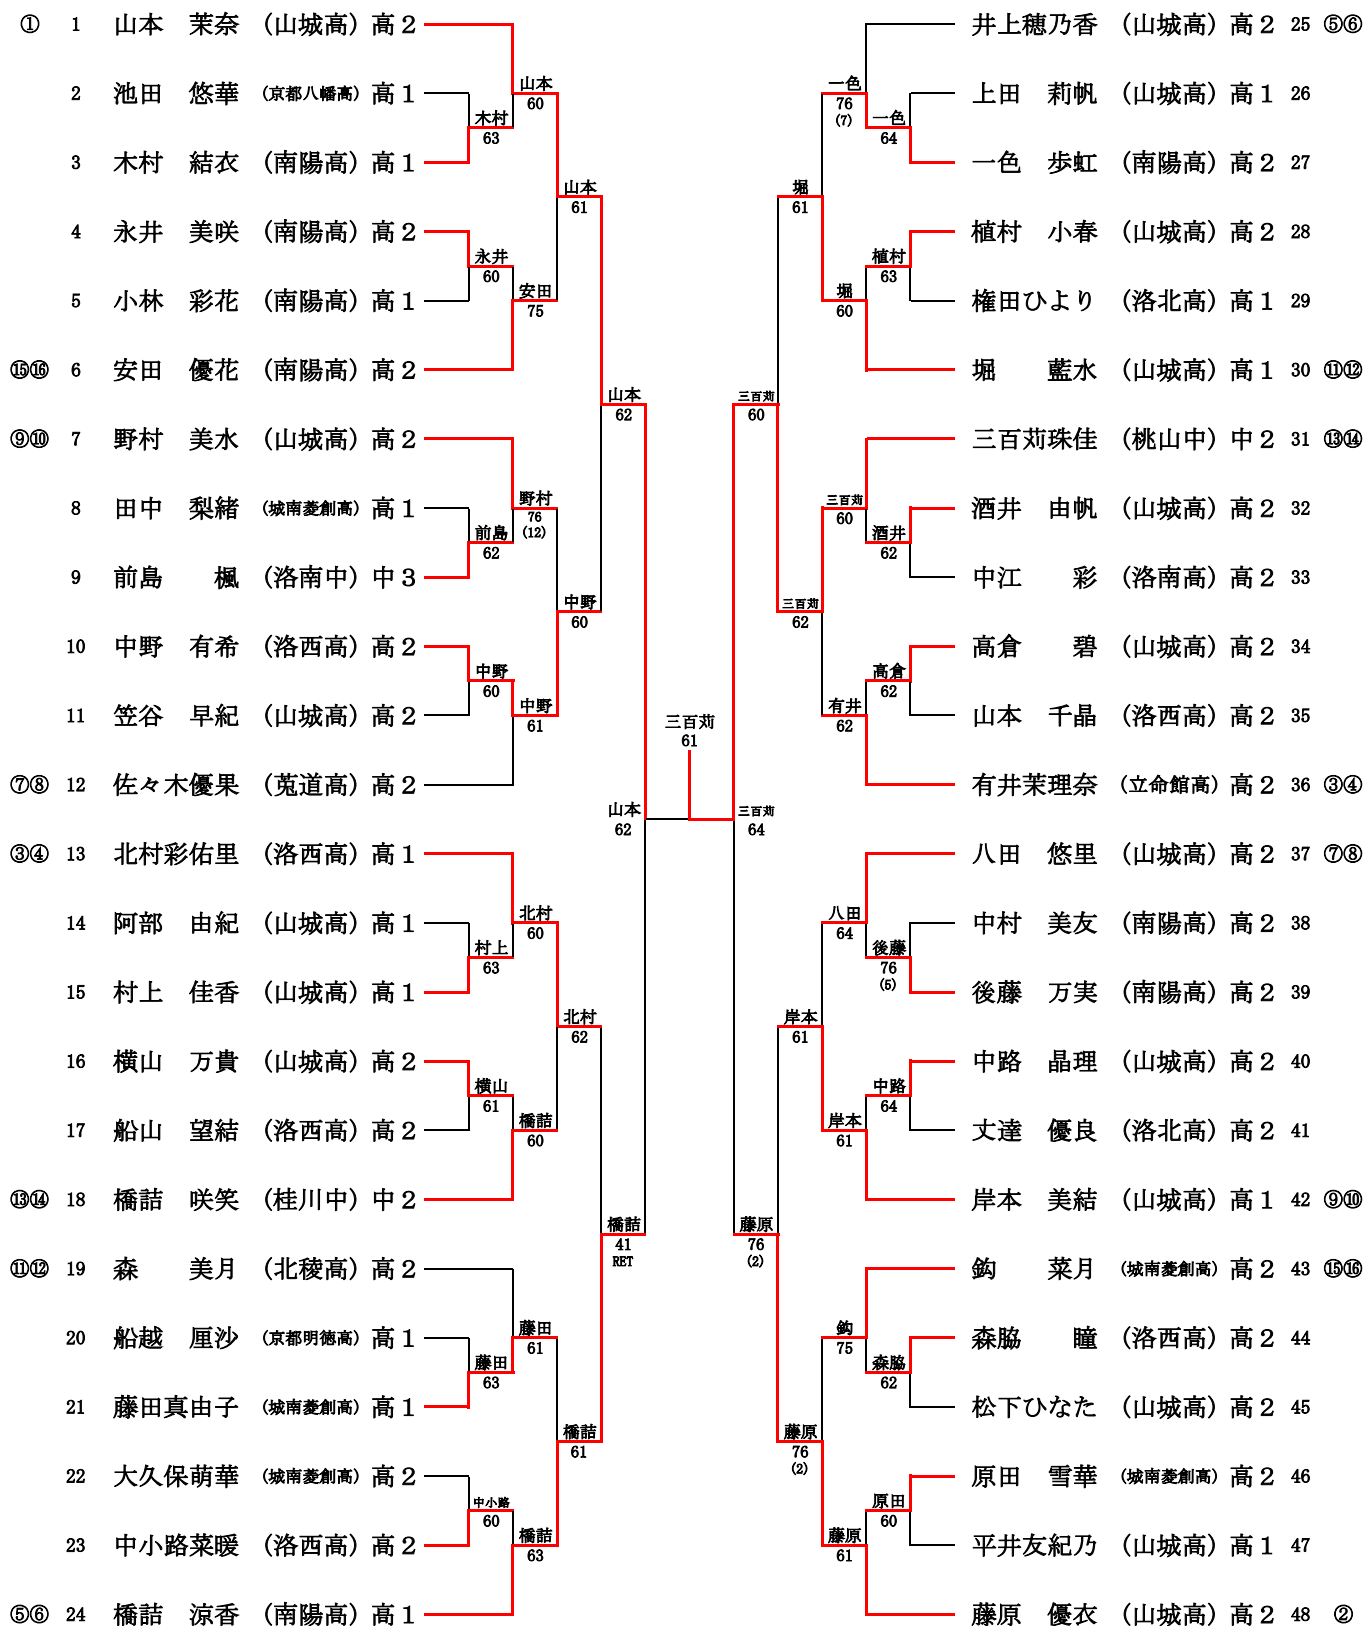 ① 1 山本　茉奈 (山城高) 高２
2 池田　悠華 (京都八幡高) 高１
3 木村　結衣 (南陽高) 高１
4 永井　美咲 (南陽高) 高２
5 小林　彩花 (南陽高) 高１
⑮⑯ 6 安田　優花 (南陽高) 高２
⑨⑩ 7 野村　美水 (山城高) 高２
8 田中　梨緒 (城南菱創高) 高１
9 前島　　楓 (洛南中) 中３
10 中野　有希 (洛西高) 高２
11 笠谷　早紀 (山城高) 高２
⑦⑧ 12 佐々木優果 (莵道高) 高２
③④ 13 北村彩佑里 (洛西高) 高１
14 阿部　由紀 (山城高) 高１
15 村上　佳香 (山城高) 高１
16 横山　万貴 (山城高) 高２
17 船山　望結 (洛西高) 高２
⑬⑭ 18 橋詰　咲笑 (桂川中) 中２
⑪⑫ 19 森　　美月 (北稜高) 高２
20 船越　厘沙 (京都明徳高) 高１
21 藤田真由子 (城南菱創高) 高１
22 大久保萌華 (城南菱創高) 高２
23 中小路菜暖 (洛西高) 高２
⑤⑥ 24 橋詰　涼香 (南陽高) 高１
木村
63
永井
60
前島
62
中野
60
村上
63
横山
61
藤田
63
中小路
60
山本
60
安田
75
野村
76
(12)
中野
61
北村
60
橋詰
60
藤田
61
橋詰
63
山本
61
中野
60
北村
62
橋詰
61
山本
62
橋詰
41
RET
山本
62
三百苅
61
三百苅
64
三百苅
60
藤原
76
(2)
堀
61
三百苅
62
岸本
61
藤原
76
(2)
一色
76
(7)
堀
60
三百苅
60
有井
62
八田
64
岸本
61
鈎
75
藤原
61
一色
64
植村
63
酒井
62
高倉
62
後藤
76
(5)
中路
64
森脇
62
原田
60
井上穂乃香 (山城高) 高２ 25 ⑤⑥
上田　莉帆 (山城高) 高１ 26
一色　歩虹 (南陽高) 高２ 27
植村　小春 (山城高) 高２ 28
権田ひより (洛北高) 高１ 29
堀　　藍水 (山城高) 高１ 30 ⑪⑫
三百苅珠佳 (桃山中) 中２ 31 ⑬⑭
酒井　由帆 (山城高) 高２ 32
中江　　彩 (洛南高) 高２ 33
高倉　　碧 (山城高) 高２ 34
山本　千晶 (洛西高) 高２ 35
有井茉理奈 (立命館高) 高２ 36 ③④
八田　悠里 (山城高) 高２ 37 ⑦⑧
中村　美友 (南陽高) 高２ 38
後藤　万実 (南陽高) 高２ 39
中路　晶理 (山城高) 高２ 40
丈達　優良 (洛北高) 高２ 41
岸本　美結 (山城高) 高１ 42 ⑨⑩
鈎　　菜月 (城南菱創高) 高２ 43 ⑮⑯
森脇　　瞳 (洛西高) 高２ 44
松下ひなた (山城高) 高２ 45
原田　雪華 (城南菱創高) 高２ 46
平井友紀乃 (山城高) 高１ 47
藤原　優衣 (山城高) 高２ 48 ②